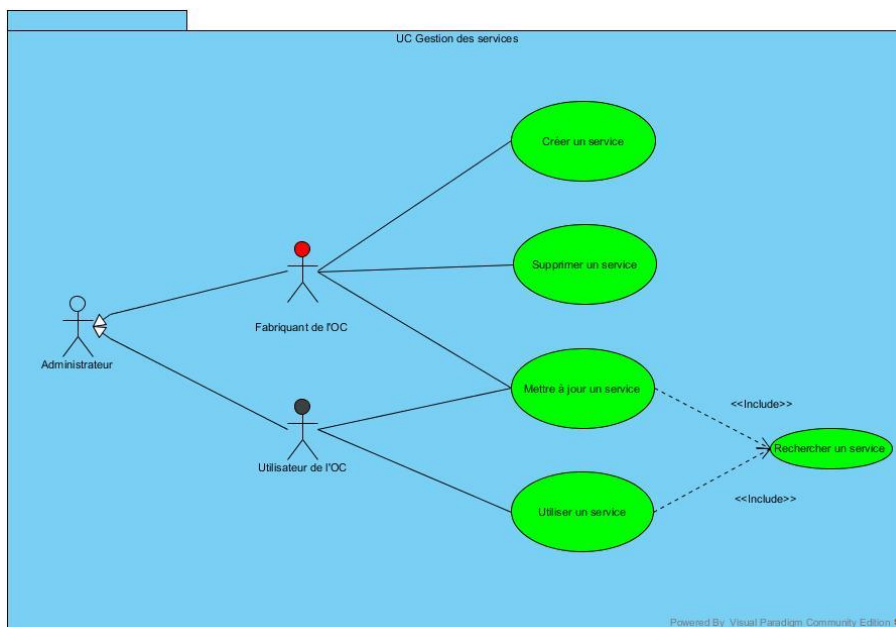 UC Gestion des services
Créer un service
Supprimer un service
Fabriquant de l'OC
Administrateur
Mettre à jour un service
<<Include>>
Rechercher un service
Utilisateur de l'OC
<<Include>>
Utiliser un service
Powered By Visual Paradigm Community Edition